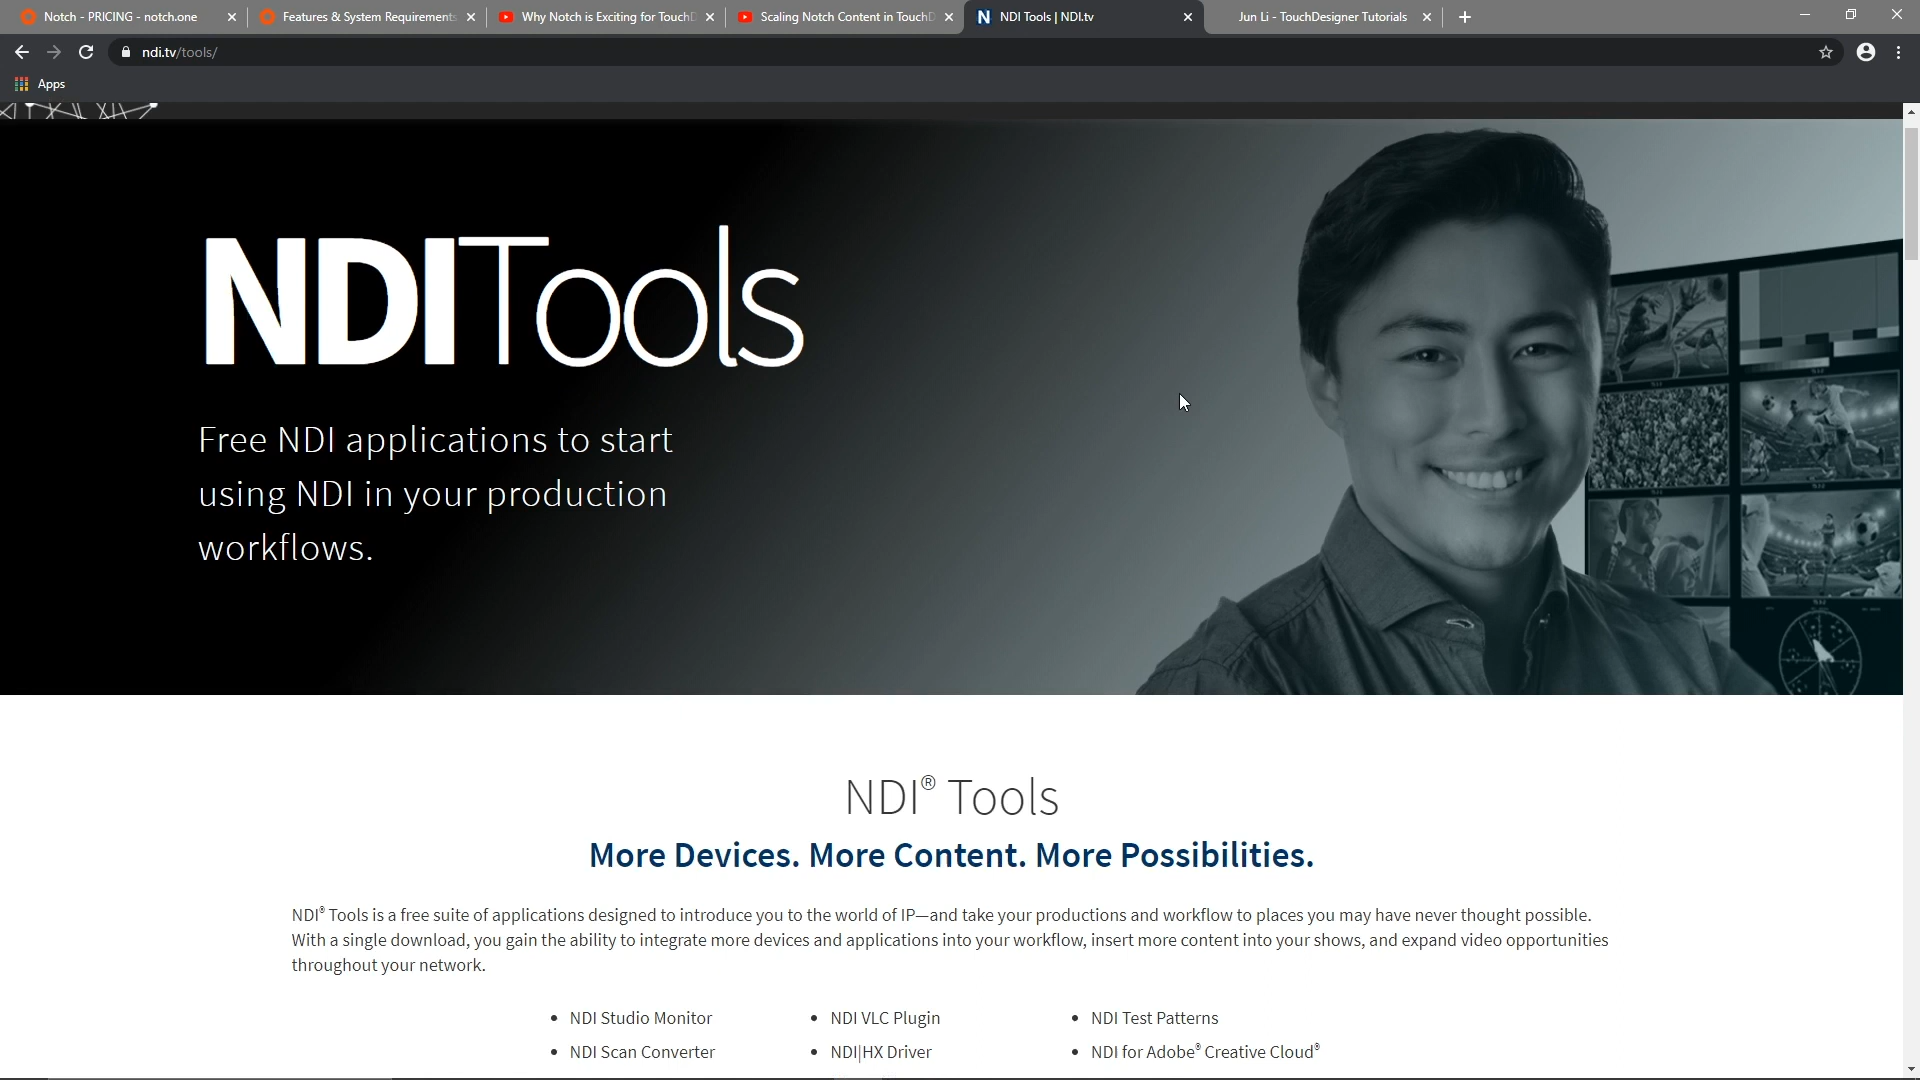 Notch - PRICING - notch.one
Features & System Requirements
Why Notch is Exciting for TouchD
Scaling Notch Content in TouchD
NDI Tools | NDI.tv
Jun Li - TouchDesigner Tutorials
ndi.tv/tools/
Apps
NDITools
Free NDI applications to start
using NDI in your production
workflows.
NDI® Tools
More Devices. More Content. More Possibilities.
NDI® Tools is a free suite of applications designed to introduce you to the world of IP—and take your productions and workflow to places you may have never thought possible.
With a single download, you gain the ability to integrate more devices and applications into your workflow, insert more content into your shows, and expand video opportunities
throughout your network.
• NDI Studio Monitor
• NDI Scan Converter
• NDI VLC Plugin
• NDI|HX Driver
• NDI Test Patterns
• NDI for Adobe® Creative Cloud®